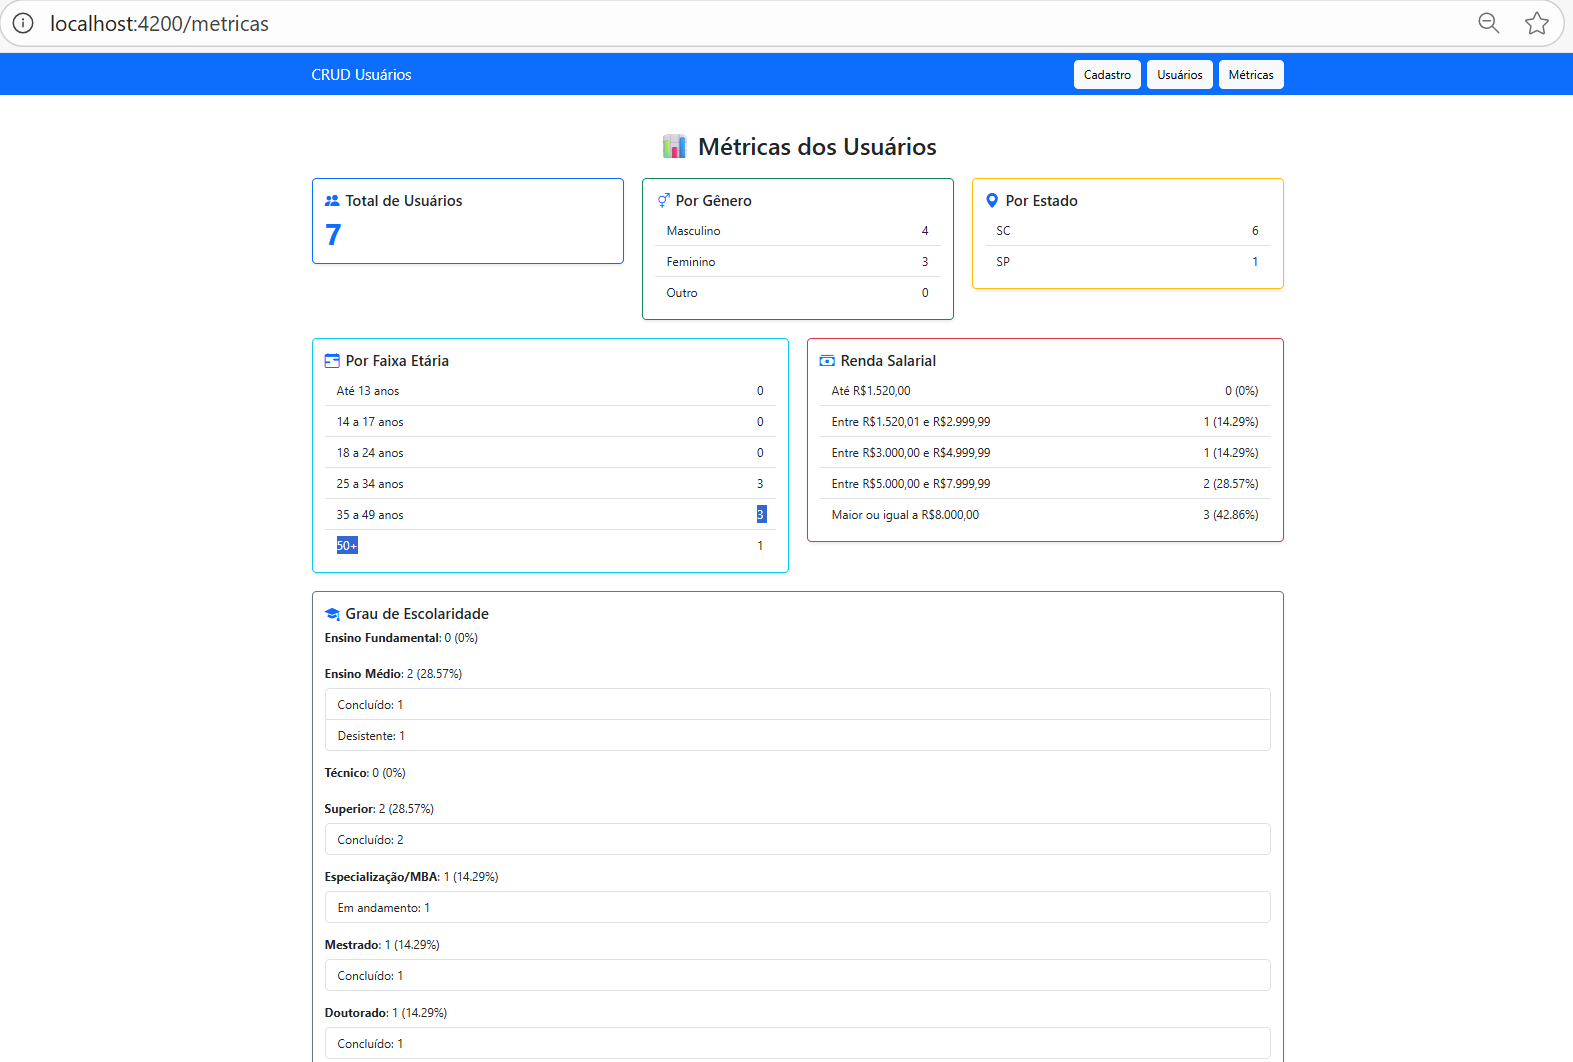 localhost:4200/metricas
CRUD Usuários
Cadastro
Usuários
Métricas
Métricas dos Usuários
Total de Usuários
7
Por Gênero
Masculino 4
Feminino 3
Outro 0
Por Estado
SC 6
SP 1
Por Faixa Etária
Até 13 anos 0
14 a 17 anos 0
18 a 24 anos 0
25 a 34 anos 3
35 a 49 anos 3
50+ 1
Renda Salarial
Até R$1.520,00 0 (0%)
Entre R$1.520,01 e R$2.999,99 1 (14.29%)
Entre R$3.000,00 e R$4.999,99 1 (14.29%)
Entre R$5.000,00 e R$7.999,99 2 (28.57%)
Maior ou igual a R$8.000,00 3 (42.86%)
Grau de Escolaridade
Ensino Fundamental: 0 (0%)
Ensino Médio: 2 (28.57%)
Concluído: 1
Desistente: 1
Técnico: 0 (0%)
Superior: 2 (28.57%)
Concluído: 2
Especialização/MBA: 1 (14.29%)
Em andamento: 1
Mestrado: 1 (14.29%)
Concluído: 1
Doutorado: 1 (14.29%)
Concluído: 1